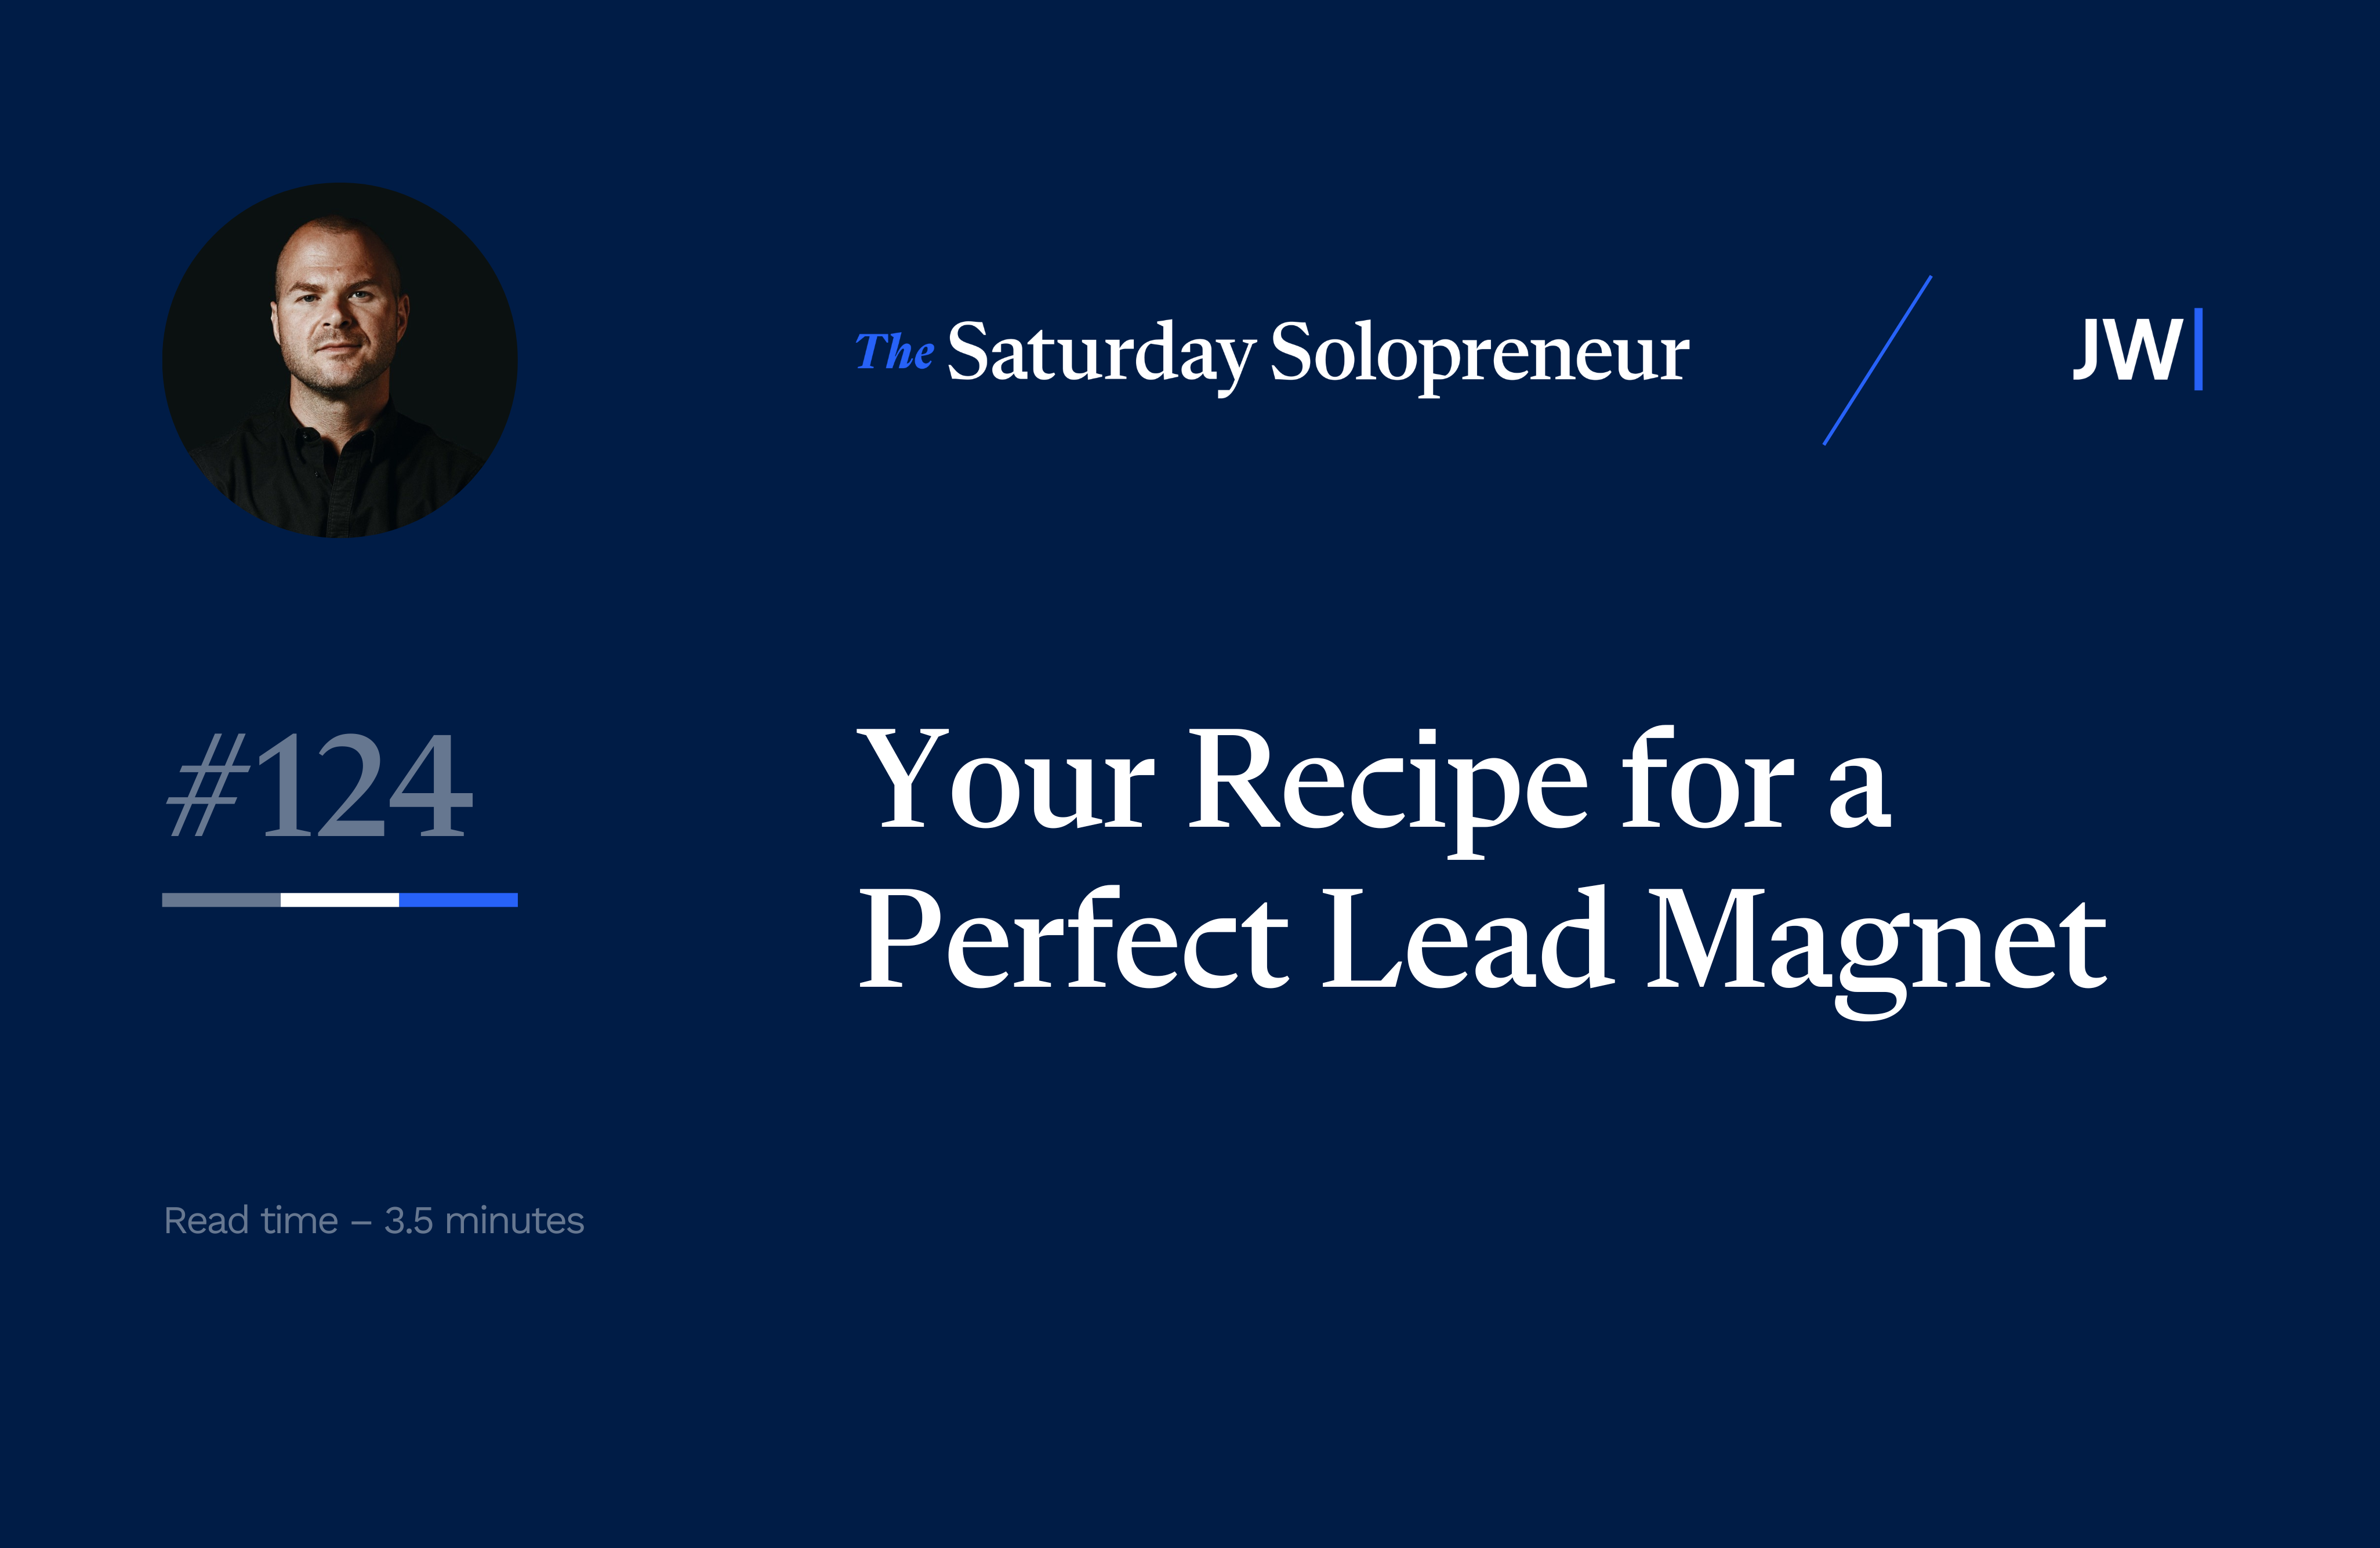 The Saturday Solopreneur
JW
#124
Your Recipe for a
Perfect Lead Magnet
Read time – 3.5 minutes